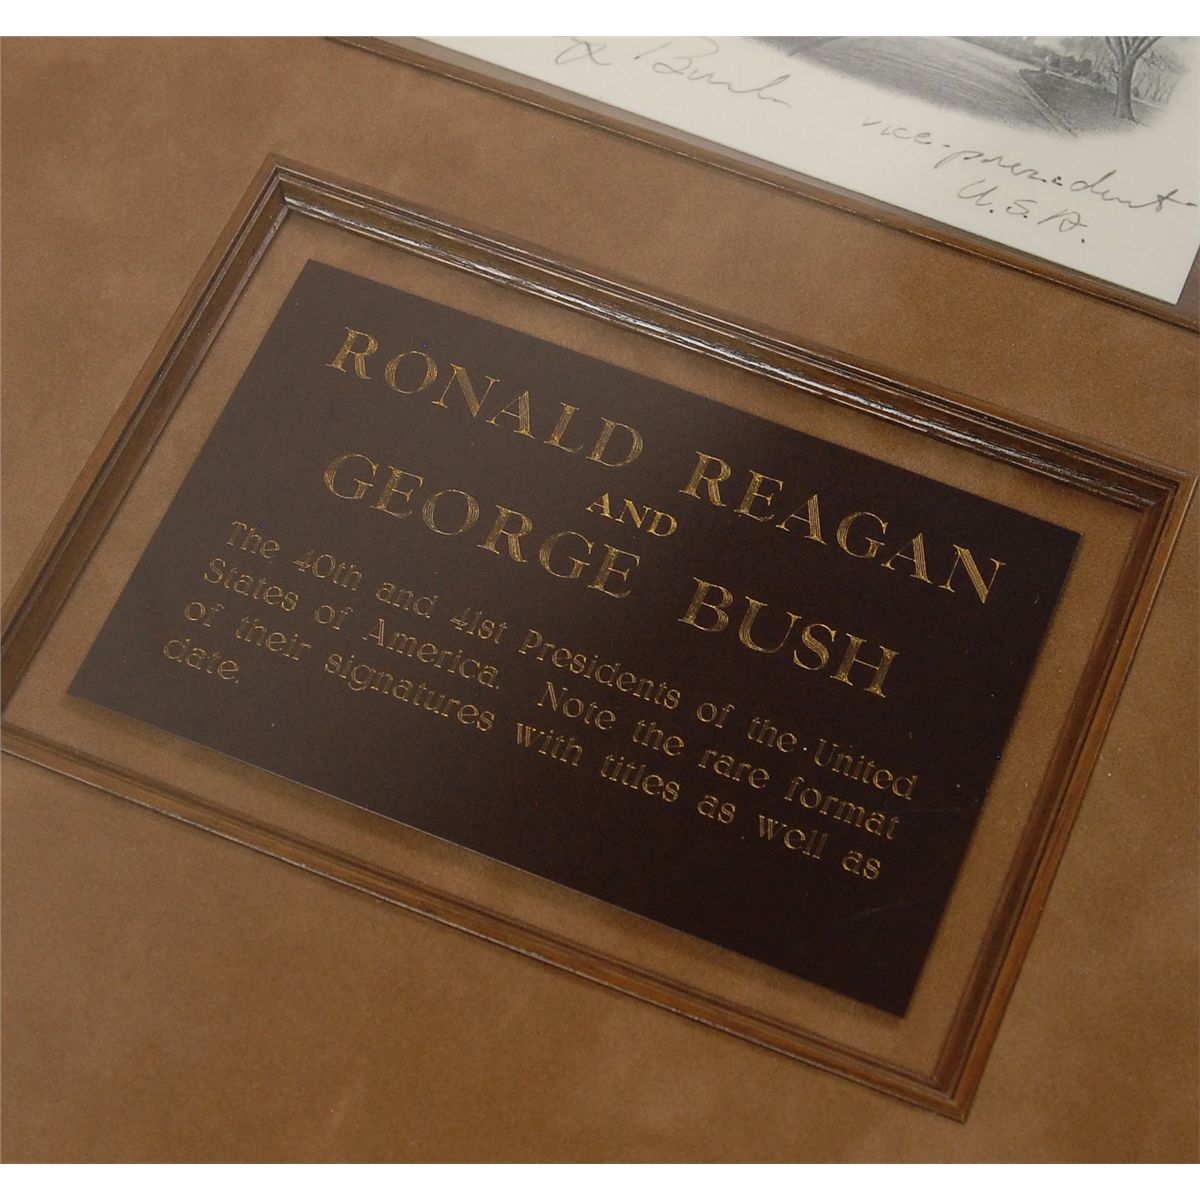 Bush
vice-president
U.S.A.
RONALD REAGAN
AND
GEORGE BUSH
The 40th and 41st Presidents of the United
States of America. Note the rare format
of their signatures with titles as well as
date.